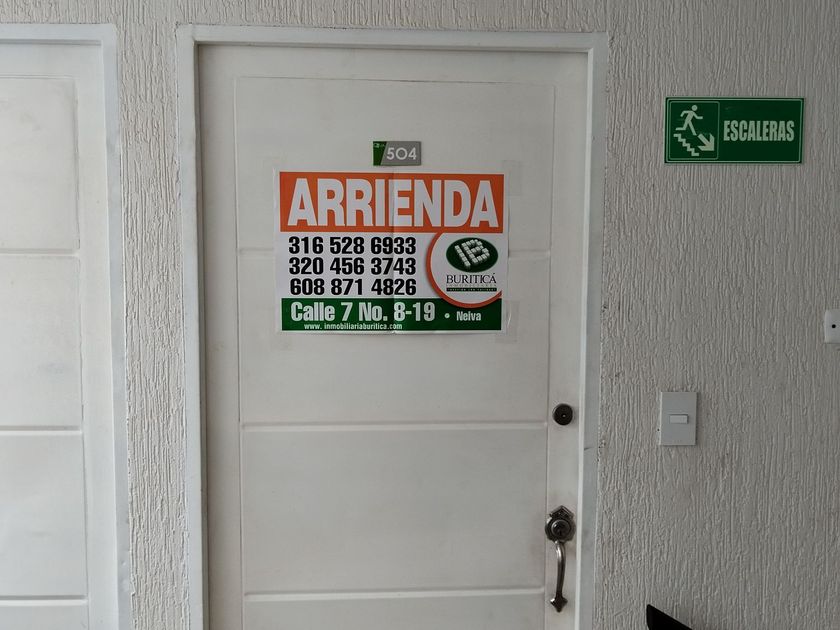 504
ARRIENDA
316 528 6933
320 456 3743
608 871 4826
IB
BURITICÁ
Calle 7 No. 8-19 • Neiva
www. inmobiliariaburitica.com
ESCALERAS